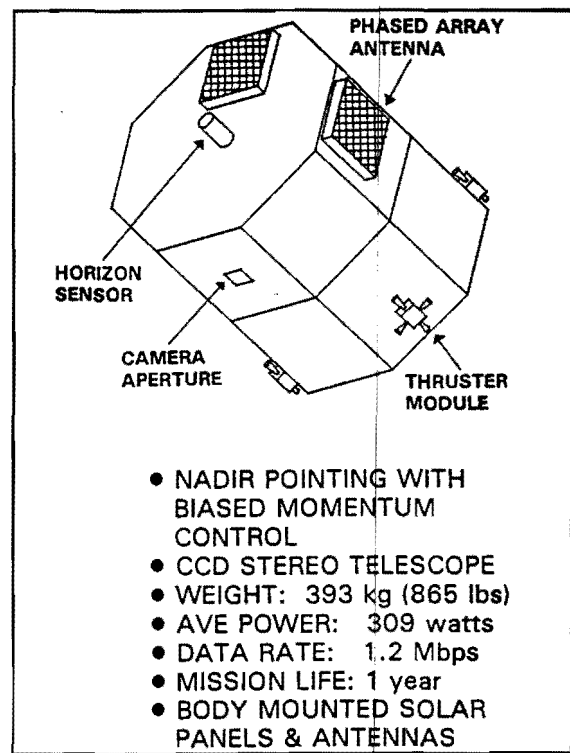 PHASED ARRAY
ANTENNA
HORIZON
SENSOR
CAMERA
APERTURE
THRUSTER
MODULE
● NADIR POINTING WITH
BIASED MOMENTUM
CONTROL
● CCD STEREO TELESCOPE
● WEIGHT: 393 kg (865 lbs)
● AVE POWER: 309 watts
● DATA RATE: 1.2 Mbps
● MISSION LIFE: 1 year
● BODY MOUNTED SOLAR
PANELS & ANTENNAS